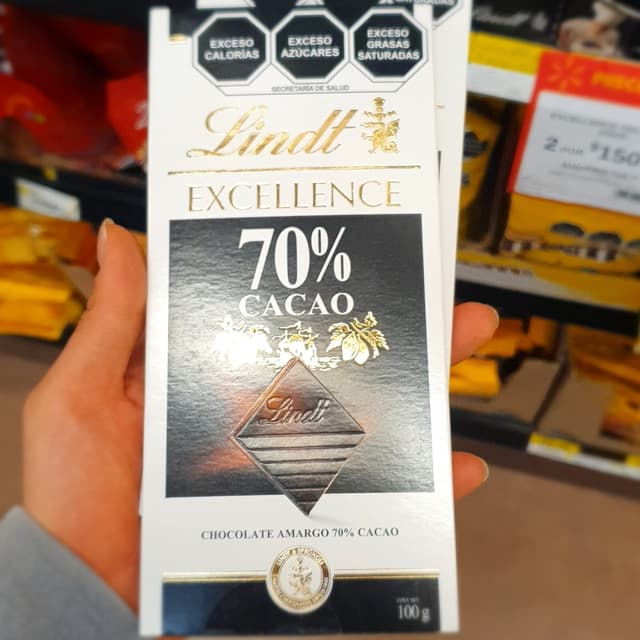 EXCESO
CALORÍAS
EXCESO
AZÚCARES
EXCESO
GRASAS
SATURADAS
SECRETARÍA DE SALUD
Lindt
EXCELLENCE
70%
CACAO
Lindt
CHOCOLATE AMARGO 70% CACAO
100 g
2 POR $150